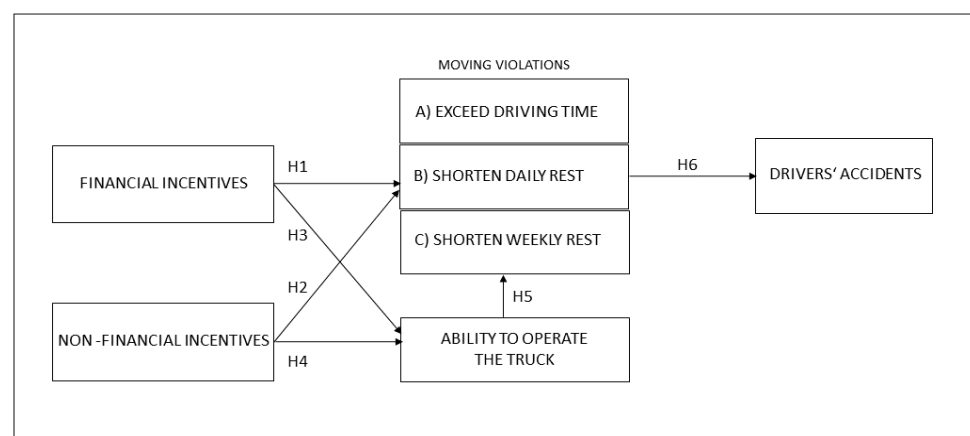 MOVING VIOLATIONS
A) EXCEED DRIVING TIME
H1
FINANCIAL INCENTIVES
B) SHORTEN DAILY REST
H6
DRIVERS‘ ACCIDENTS
H3
C) SHORTEN WEEKLY REST
H2
H5
NON -FINANCIAL INCENTIVES
H4
ABILITY TO OPERATE
THE TRUCK